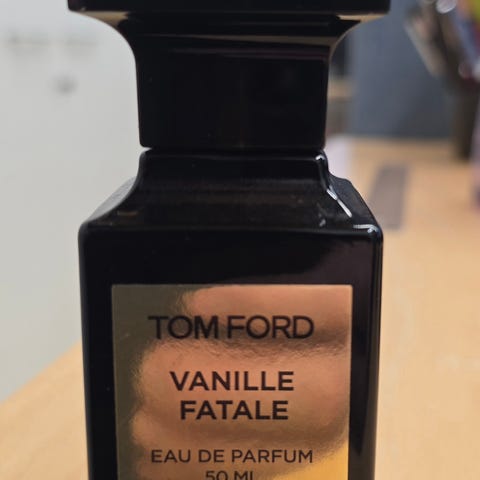 TOM FORD
VANILLE
FATALE
EAU DE PARFUM
50 ML